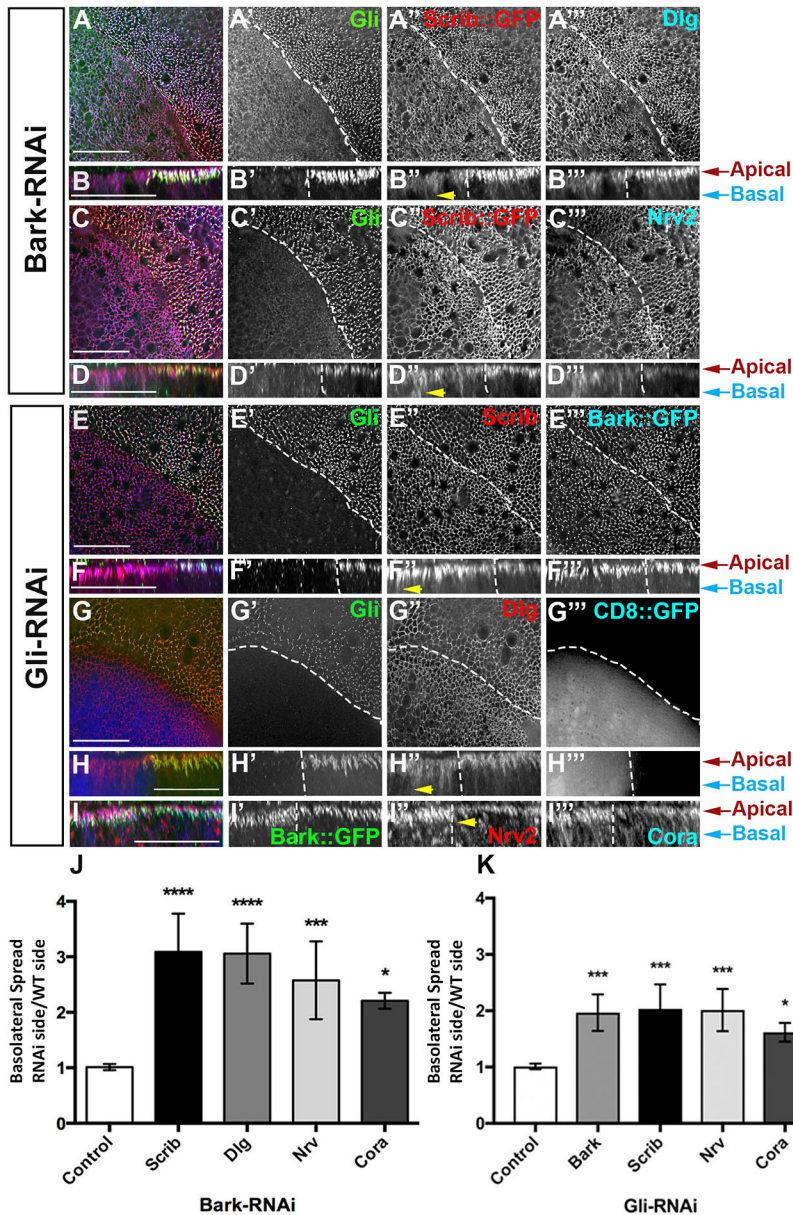 Bark-RNAi
A A' Gli A'' Scrib::GFP A''' Dlg
B B' B'' B''' Apical
Basal
C C' Gli C'' Scrib::GFP C''' Nrv2
D D' D'' D''' Apical
Basal
Gli-RNAi
E E' Gli E'' Scrib E''' Bark::GFP
F F' F'' F''' Apical
Basal
G G' Gli G'' Dlg G''' CD8::GFP
H H' H'' H''' Apical
Basal
I I' Bark::GFP I'' Nrv2 I''' Cora Apical
Basal
J
Basolateral Spread
RNAi side/WT side
4
3
2
1
0
**** **** *** *
Control Scrib Dlg Nrv Cora
Bark-RNAi
K
Basolateral Spread
RNAi side/WT side
4
3
2
1
0
*** *** *** *
Control Bark Scrib Nrv Cora
Gli-RNAi